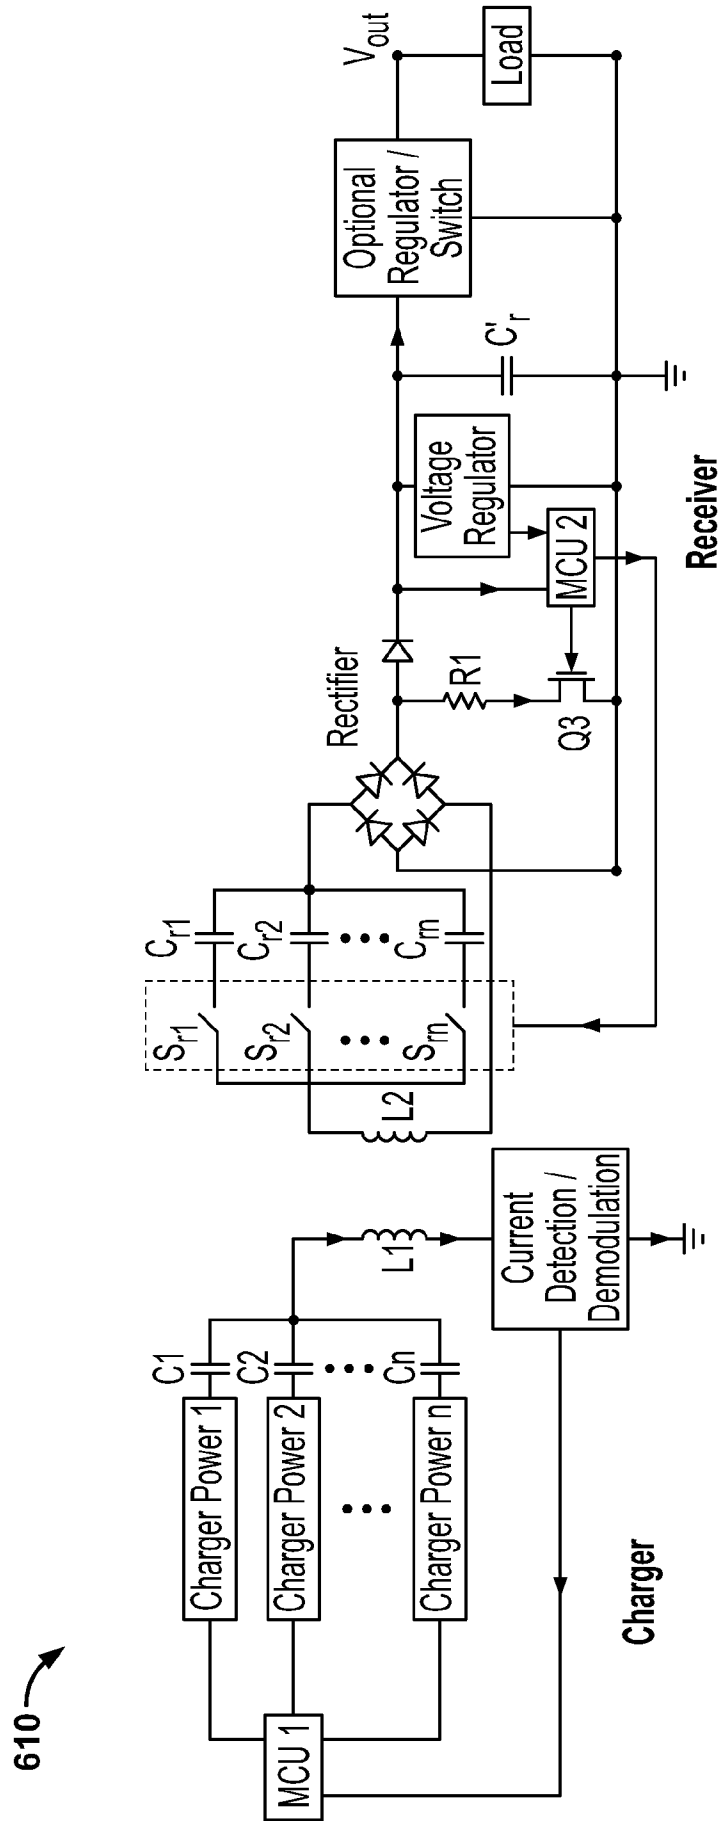 610
MCU 1
Charger Power 1
Charger Power 2
Charger Power n
C1
C2
Cn
L1
Current
Detection /
Demodulation
Charger
L2
Sr1
Sr2
Srn
Cr1
Cr2
Crn
Rectifier
R1
Q3
MCU 2
Voltage
Regulator
C'r
Optional
Regulator /
Switch
Vout
Load
Receiver